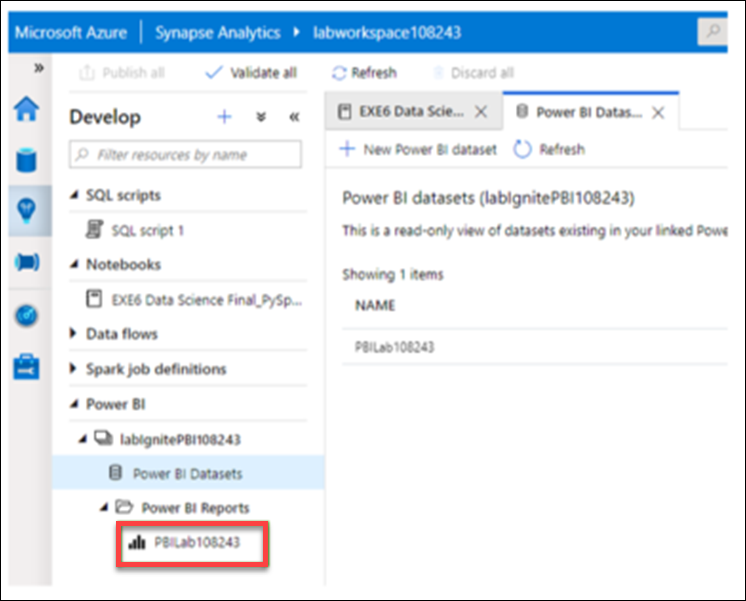 Microsoft Azure | Synapse Analytics ▸ labworkspace108243
» Publish all Validate all Refresh Discard all
Develop
Filter resources by name
SQL scripts
SQL script 1
Notebooks
EXE6 Data Science Final_PySp...
Data flows
Spark job definitions
Power BI
labIgnitePBI108243
Power BI Datasets
Power BI Reports
PBILab108243
EXE6 Data Scie... Power BI Datas...
New Power BI dataset Refresh
Power BI datasets (labIgnitePBI108243)
This is a read-only view of datasets existing in your linked Powe
Showing 1 items
NAME
PBILab108243